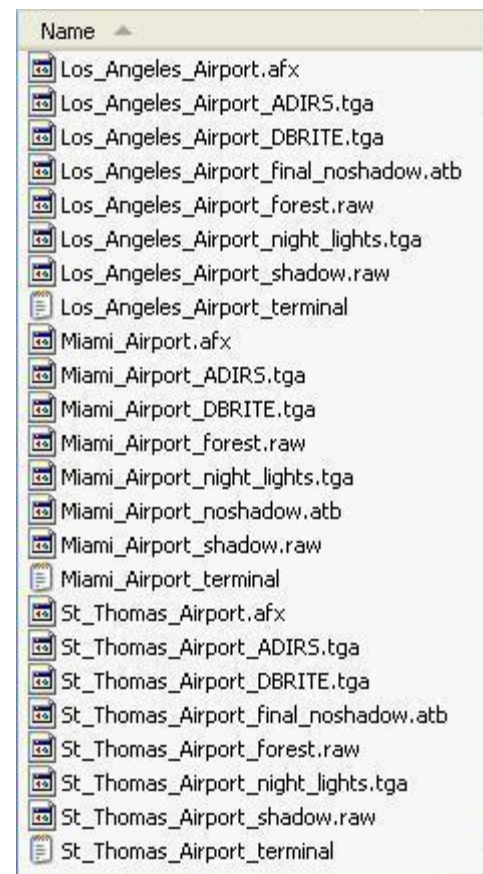 Name
Los_Angeles_Airport.afx
Los_Angeles_Airport_ADIRS.tga
Los_Angeles_Airport_DBRITE.tga
Los_Angeles_Airport_final_noshadow.atb
Los_Angeles_Airport_forest.raw
Los_Angeles_Airport_night_lights.tga
Los_Angeles_Airport_shadow.raw
Los_Angeles_Airport_terminal
Miami_Airport.afx
Miami_Airport_ADIRS.tga
Miami_Airport_DBRITE.tga
Miami_Airport_forest.raw
Miami_Airport_night_lights.tga
Miami_Airport_noshadow.atb
Miami_Airport_shadow.raw
Miami_Airport_terminal
St_Thomas_Airport.afx
St_Thomas_Airport_ADIRS.tga
St_Thomas_Airport_DBRITE.tga
St_Thomas_Airport_final_noshadow.atb
St_Thomas_Airport_forest.raw
St_Thomas_Airport_night_lights.tga
St_Thomas_Airport_shadow.raw
St_Thomas_Airport_terminal